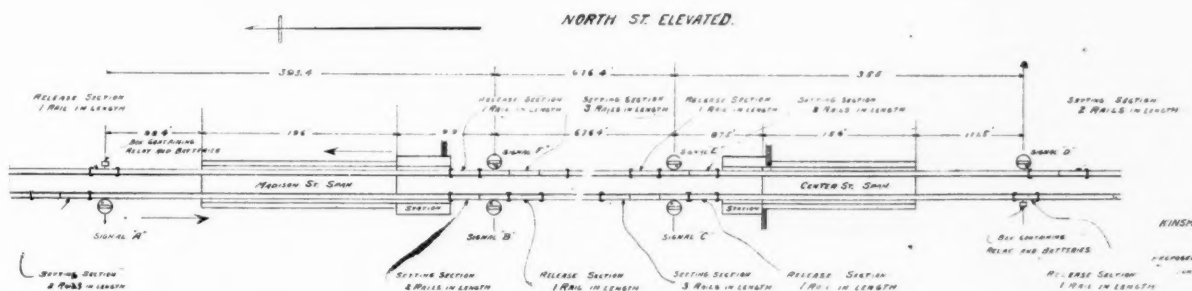 NORTH ST. ELEVATED.
393.4'
616.4'
355'
RELEASE SECTION
1 RAIL IN LENGTH
RELEASE SECTION
1 RAIL IN LENGTH
SETTING SECTION
3 RAILS IN LENGTH
RELEASE SECTION
1 RAIL IN LENGTH
SETTING SECTION
2 RAILS IN LENGTH
SETTING SECTION
2 RAILS IN LENGTH
98.4'
196
99
676.4'
87.5'
150'
117.5'
BOX CONTAINING
RELAY AND BATTERIES
SIGNAL "F"
SIGNAL "E"
SIGNAL "D"
MADISON ST. SPAN
CENTER ST. SPAN
STATION
STATION
SIGNAL "A"
SIGNAL "B"
SIGNAL "C"
BOX CONTAINING
RELAY AND BATTERIES
KINSM
SETTING SECTION
2 RAILS IN LENGTH
SETTING SECTION
2 RAILS IN LENGTH
RELEASE SECTION
1 RAIL IN LENGTH
SETTING SECTION
3 RAILS IN LENGTH
RELEASE SECTION
1 RAIL IN LENGTH
RELEASE SECTION
1 RAIL IN LENGTH